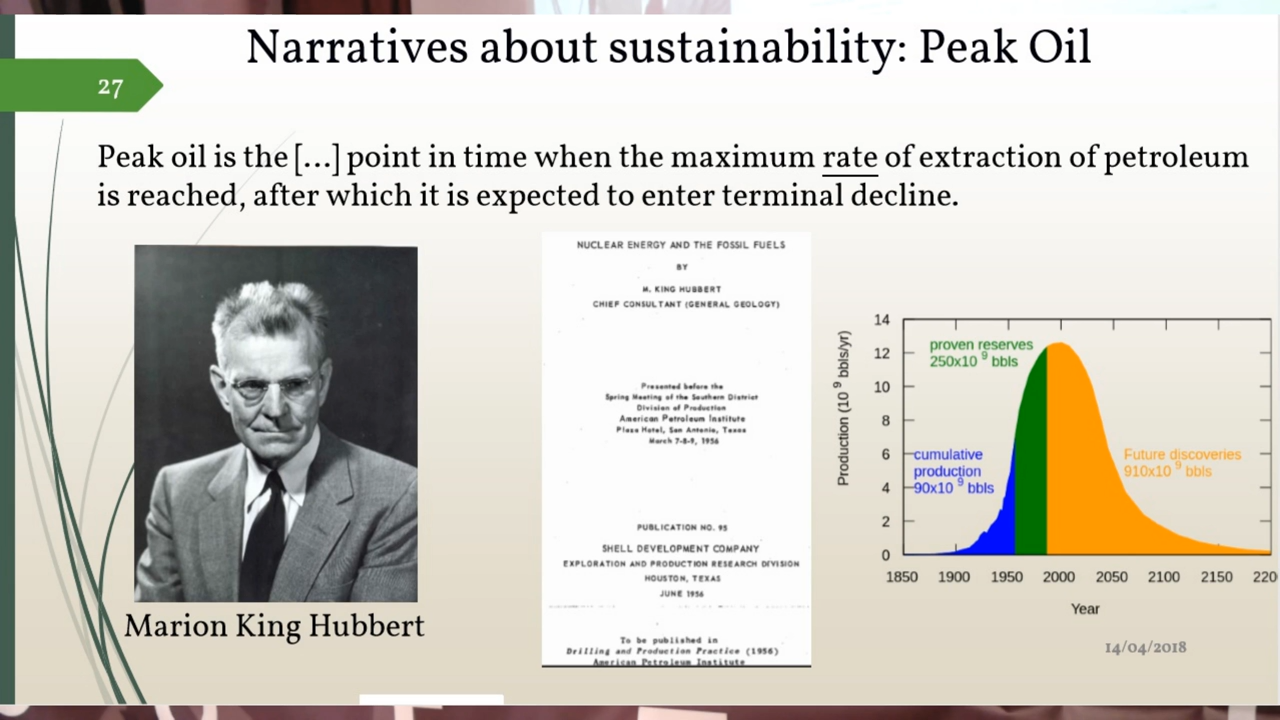 Narratives about sustainability: Peak Oil
27
Peak oil is the [...] point in time when the maximum rate of extraction of petroleum
is reached, after which it is expected to enter terminal decline.
Marion King Hubbert
NUCLEAR ENERGY AND THE FOSSIL FUELS
BY
M. KING HUBBERT
CHIEF CONSULTANT (GENERAL GEOLOGY)
Presented before the
Spring Meeting of the Southern District
Division of Production
American Petroleum Institute
Plaza Hotel, San Antonio, Texas
March 7-8-9, 1956
PUBLICATION NO. 95
SHELL DEVELOPMENT COMPANY
EXPLORATION AND PRODUCTION RESEARCH DIVISION
HOUSTON, TEXAS
JUNE 1956
To be published in
Drilling and Production Practice (1956)
American Petroleum Institute
Production (10 9 bbls/yr)
14
12
10
8
6
4
2
0
proven reserves
250x10 9 bbls
cumulative
production
90x10 9 bbls
Future discoveries
910x10 9 bbls
1850 1900 1950 2000 2050 2100 2150 220
Year
14/04/2018